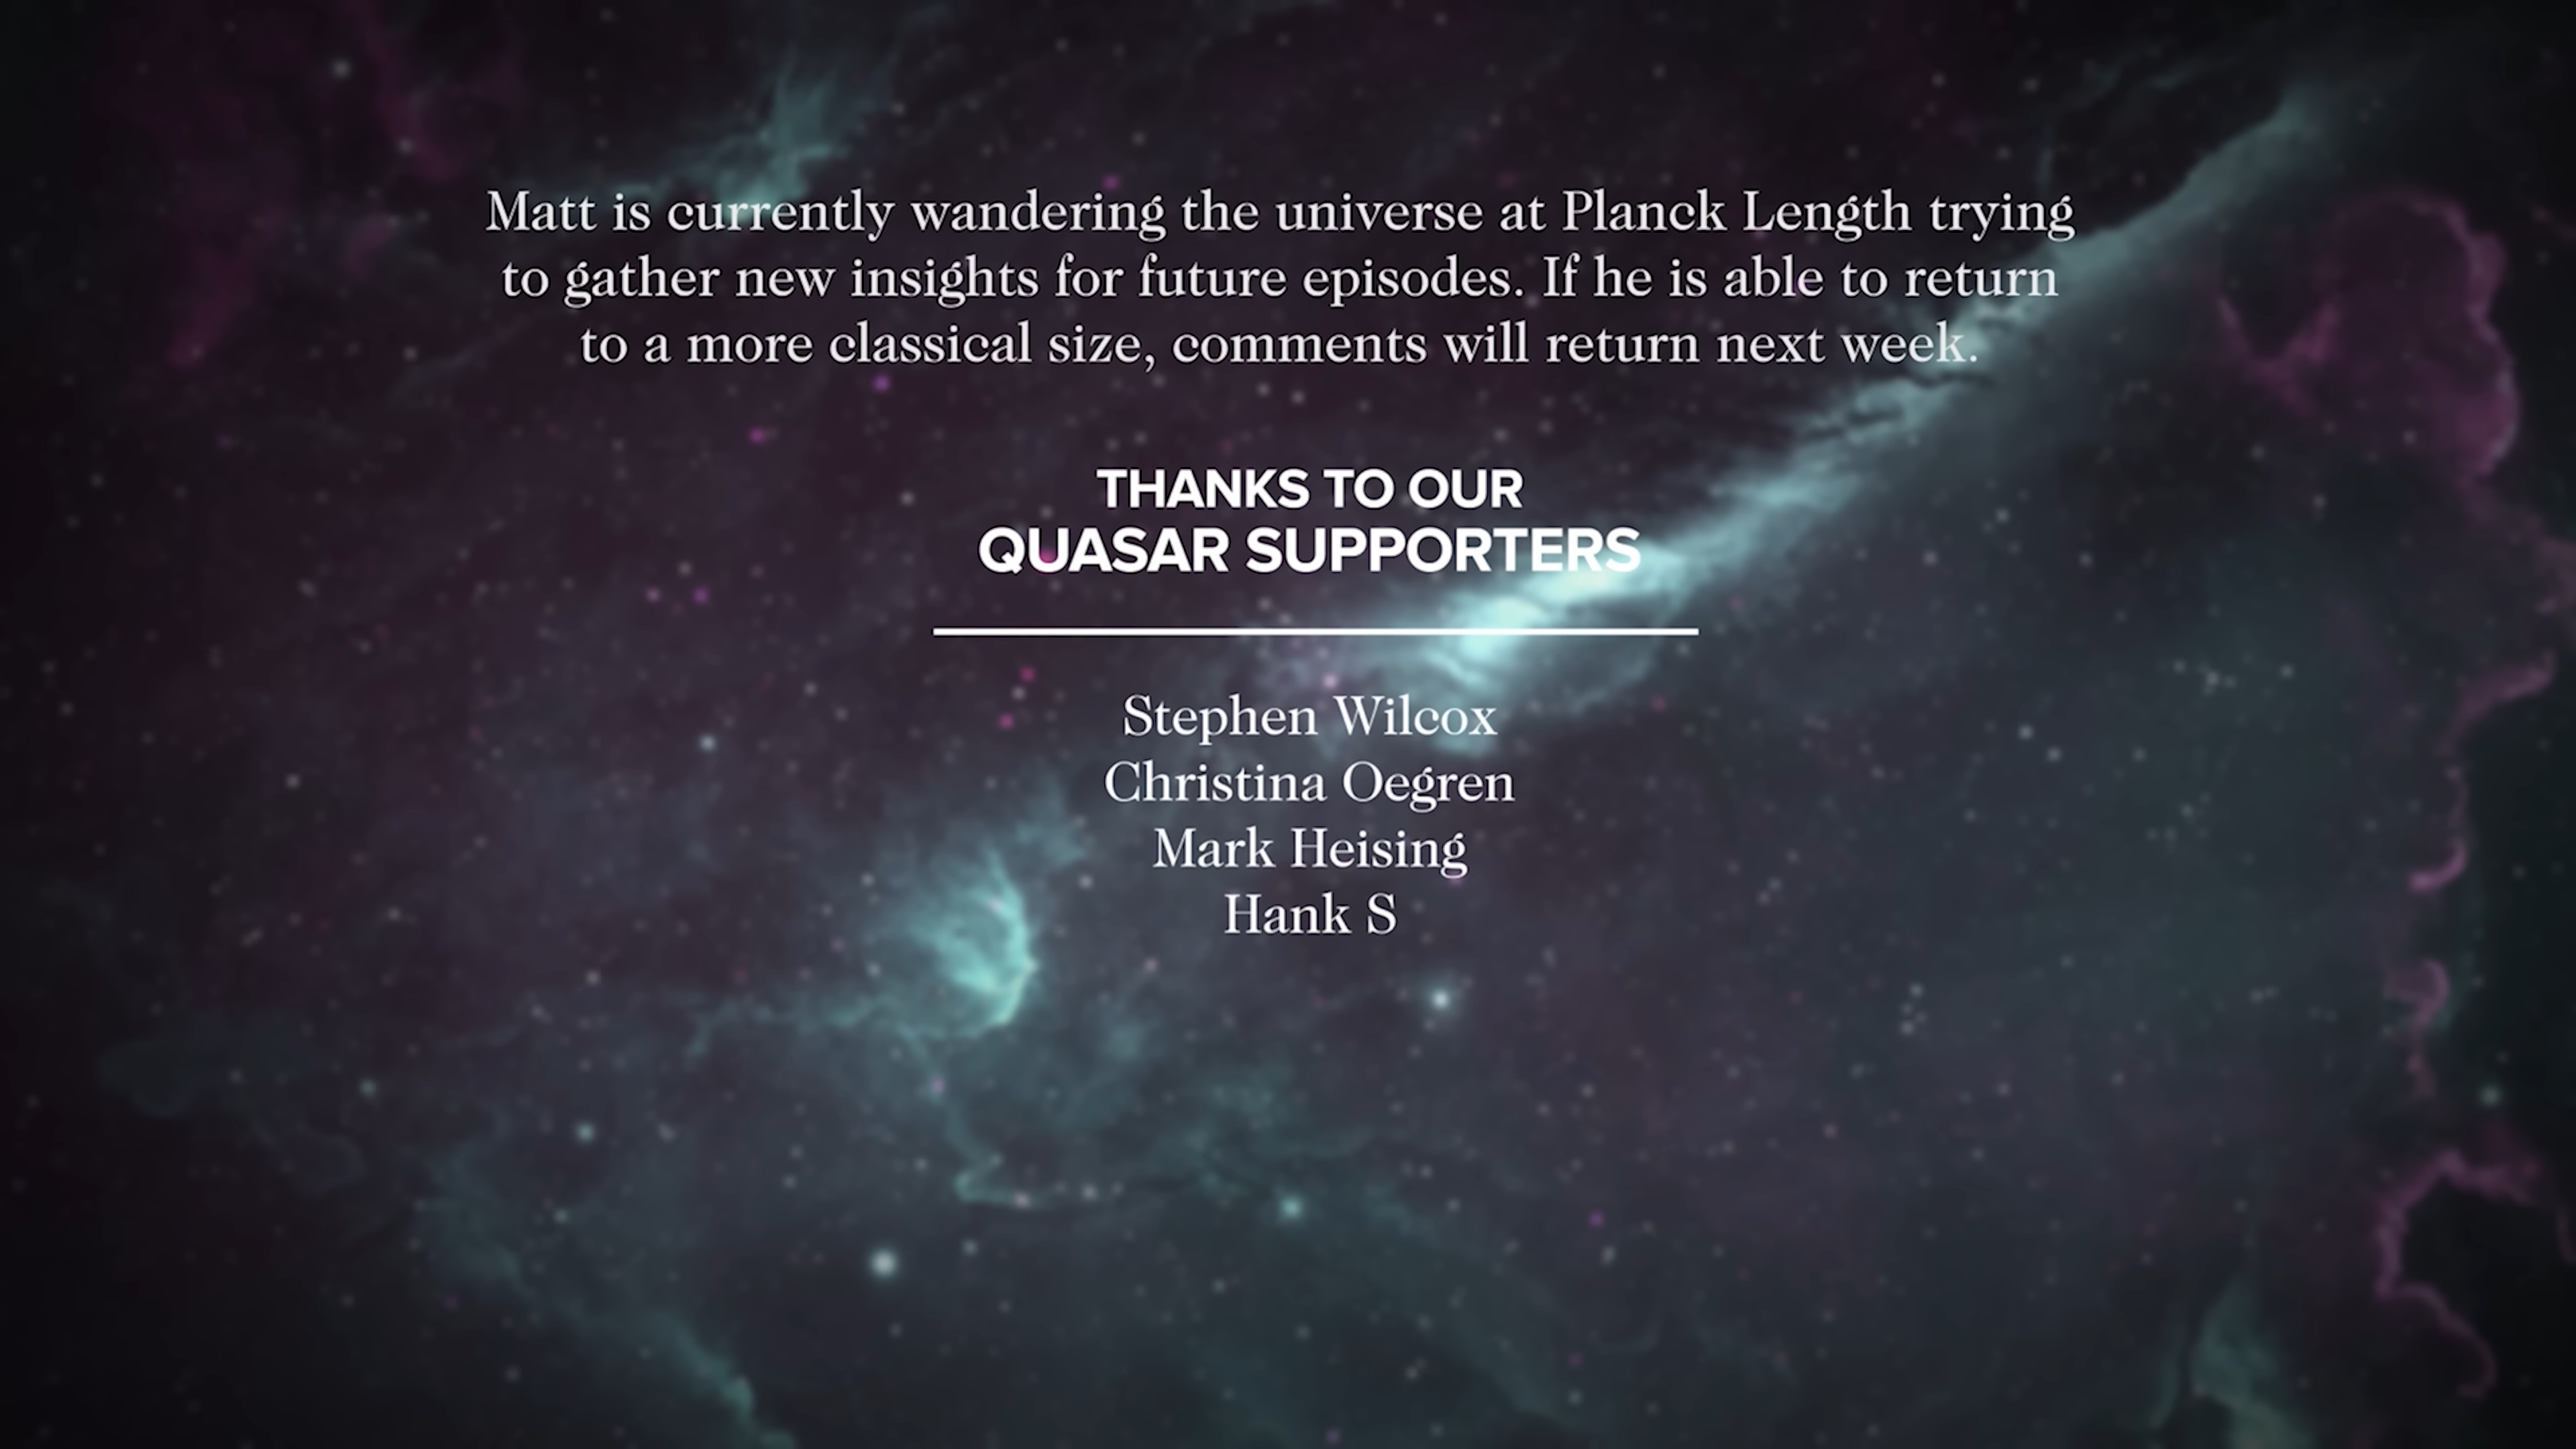 Matt is currently wandering the universe at Planck Length trying
to gather new insights for future episodes. If he is able to return
to a more classical size, comments will return next week.
THANKS TO OUR
QUASAR SUPPORTERS
Stephen Wilcox
Christina Oegren
Mark Heising
Hank S